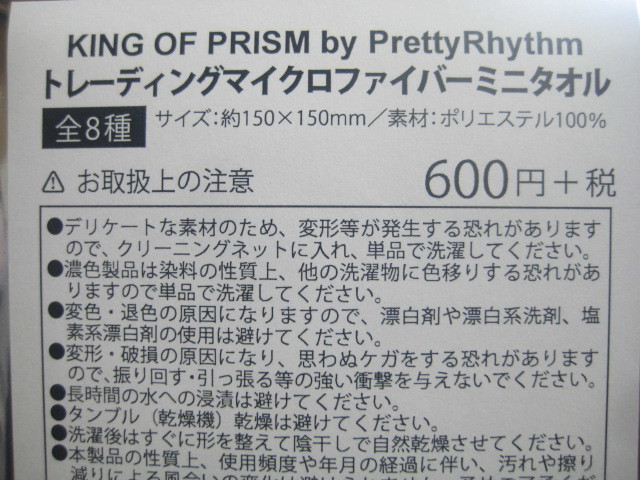 KING OF PRISM by PrettyRhythm
トレーディングマイクロファイバーミニタオル
全8種 サイズ:約150×150mm／素材:ポリエステル100%
⚠ お取扱上の注意 600円＋税
●デリケートな素材のため、変形等が発生する恐れがあります
ので、クリーニングネットに入れ、単品で洗濯してください。
●濃色製品は染料の性質上、他の洗濯物に色移りする恐れがあ
りますので単品で洗濯してください。
●変色・退色の原因になりますので、漂白剤や漂白系洗剤、塩
素系漂白剤の使用は避けてください。
●変形・破損の原因になり、思わぬケガをする恐れがあります
ので、振り回す・引っ張る等の強い衝撃を与えないでください。
●長時間の水への浸漬は避けてください。
●タンブル（乾燥機）乾燥は避けてください。
●洗濯後はすぐに形を整えて陰干しで自然乾燥させてください。
●本製品の性質上、使用頻度や年月の経過に伴い、汚れや擦り